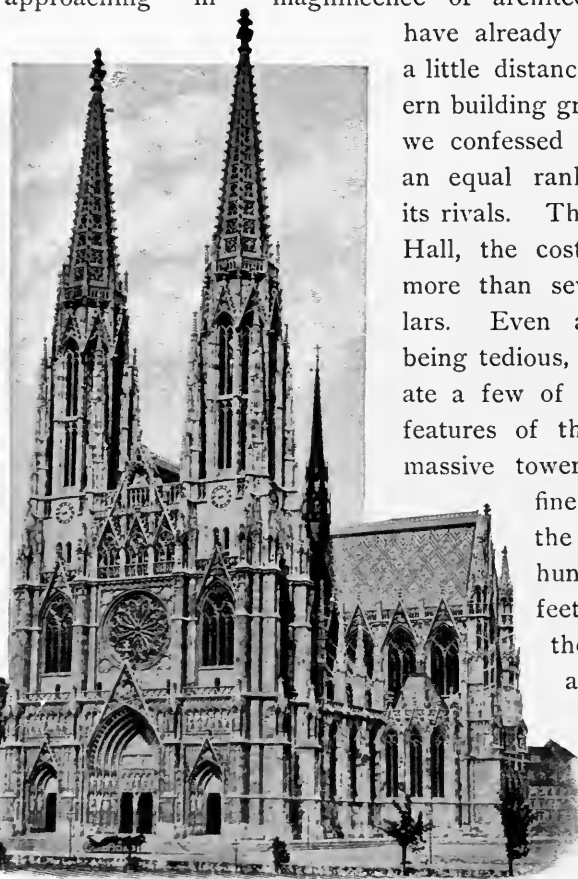 approaching in magnificence of archite
have already
a little distanc
ern building gr
we confessed
an equal rank
its rivals. Th
Hall, the cost
more than sev
lars. Even a
being tedious,
ate a few of
features of th
massive tower
fine
the
hun
feet
the
a